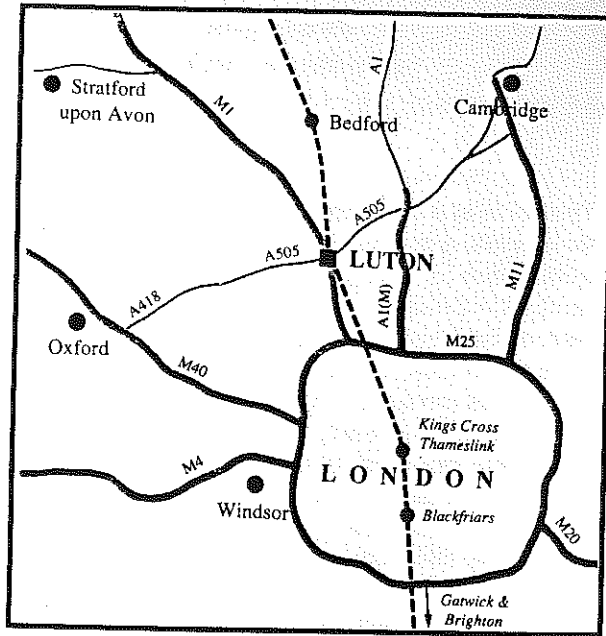 A1
Stratford
upon Avon
M1
Bedford
Cambridge
A505
A505
LUTON
A418
A1(M)
M11
Oxford
M25
M40
Kings Cross
Thameslink
M4
LONDON
Windsor
Blackfriars
M20
Gatwick &
Brighton